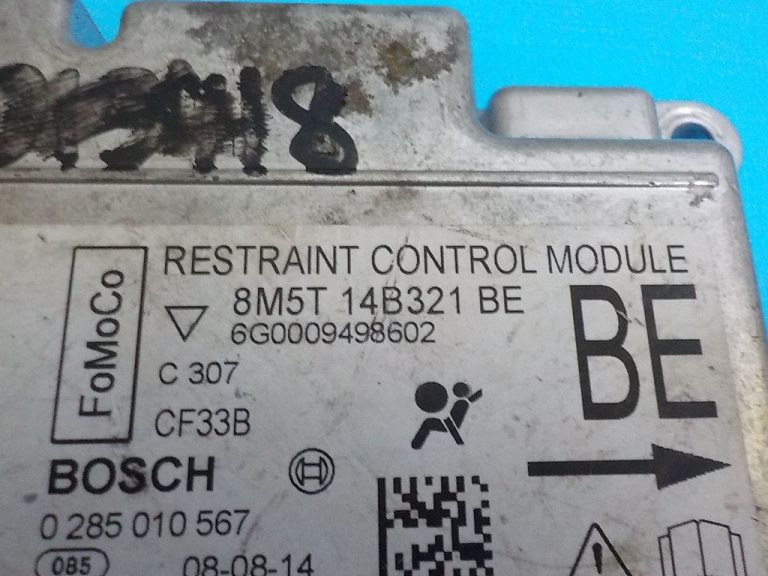 RESTRAINT CONTROL MODULE
FoMoCo
8M5T 14B321 BE
6G0009498602
BE
C 307
CF33B
BOSCH
0 285 010 567
085
08-08-14